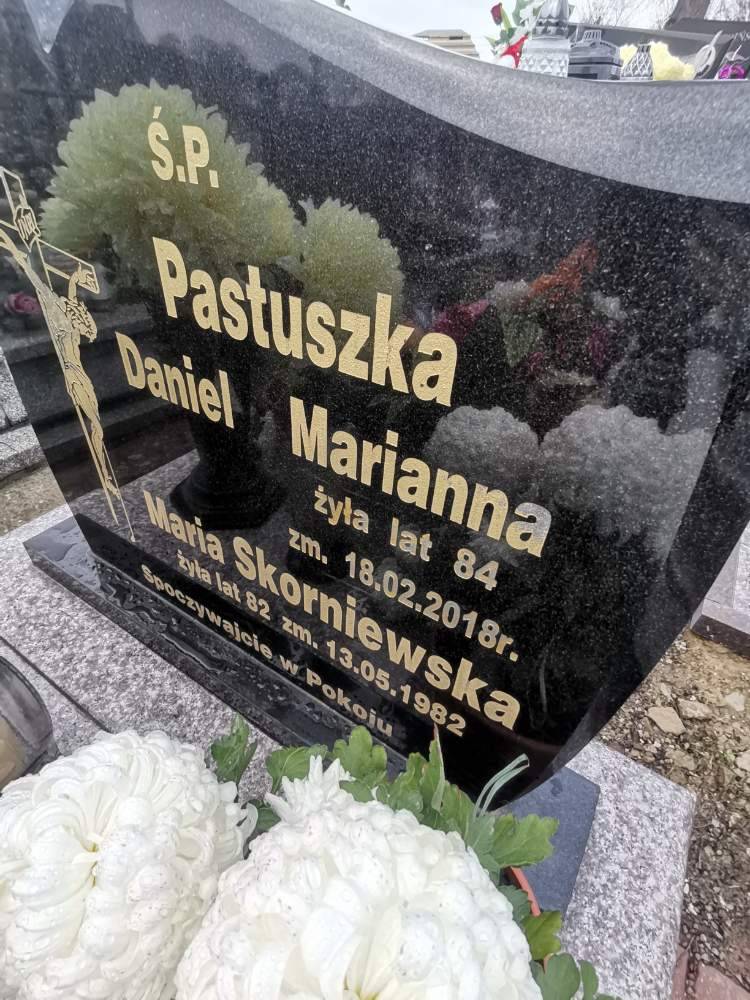 Ś.P.
Pastuszka
Daniel Marianna
żyła lat 84
zm. 18.02.2018r.
Maria Skorniewska
żyła lat 82 zm. 13.05.1982
Spoczywajcie w Pokoju